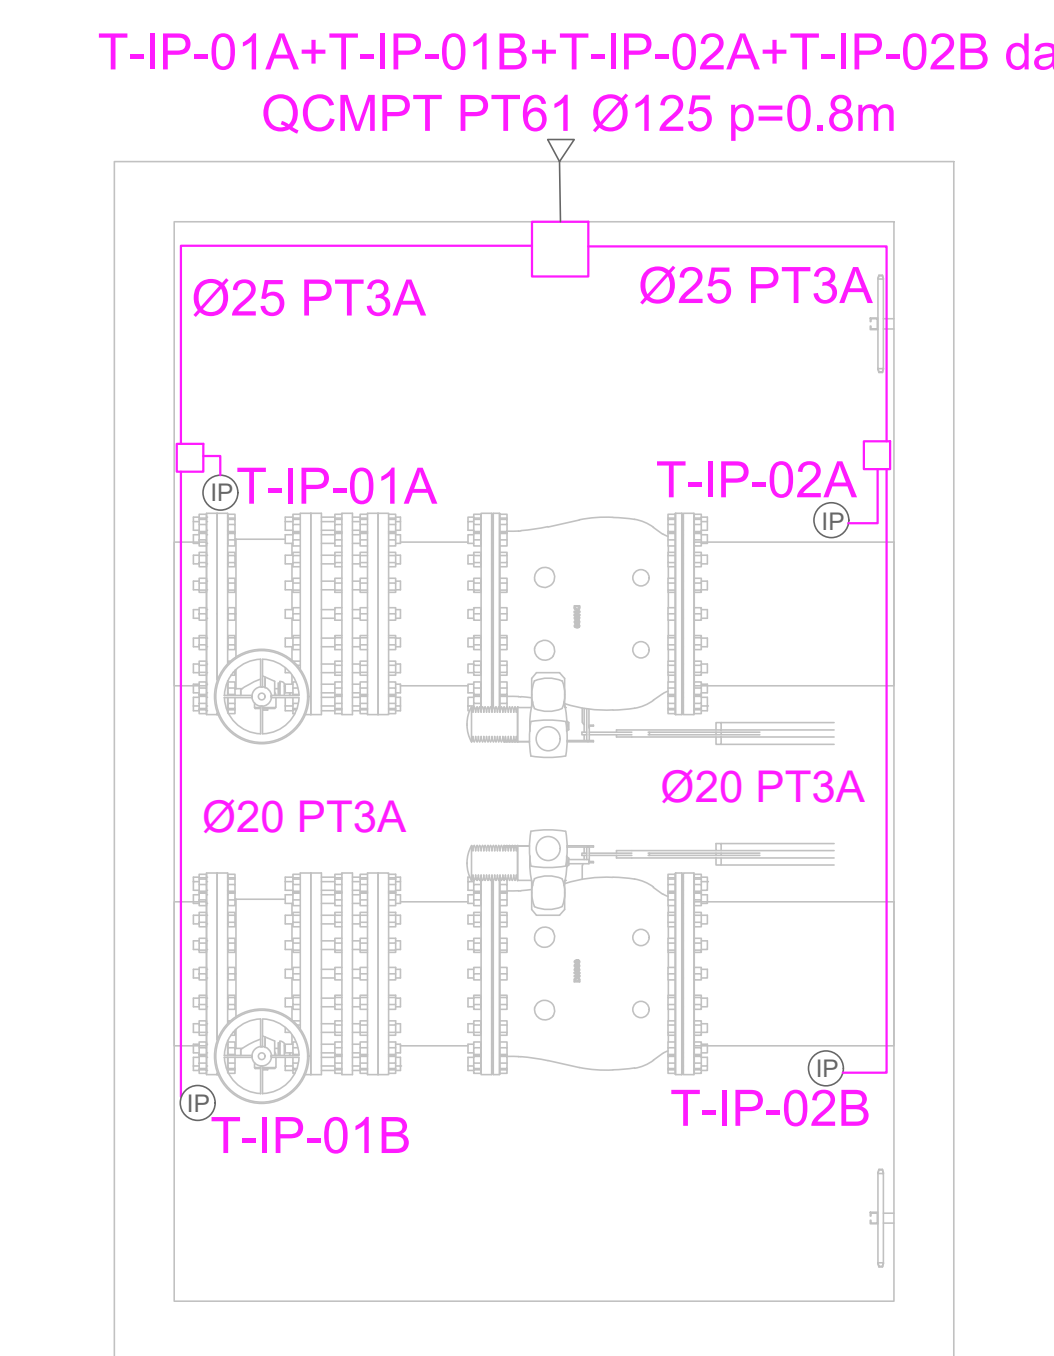 T-IP-01A+T-IP-01B+T-IP-02A+T-IP-02B da
QCMPT PT61 Ø125 p=0.8m
Ø25 PT3A
Ø25 PT3A
T-IP-01A
T-IP-02A
IP
IP
Ø20 PT3A
Ø20 PT3A
IP
IP
T-IP-01B
T-IP-02B